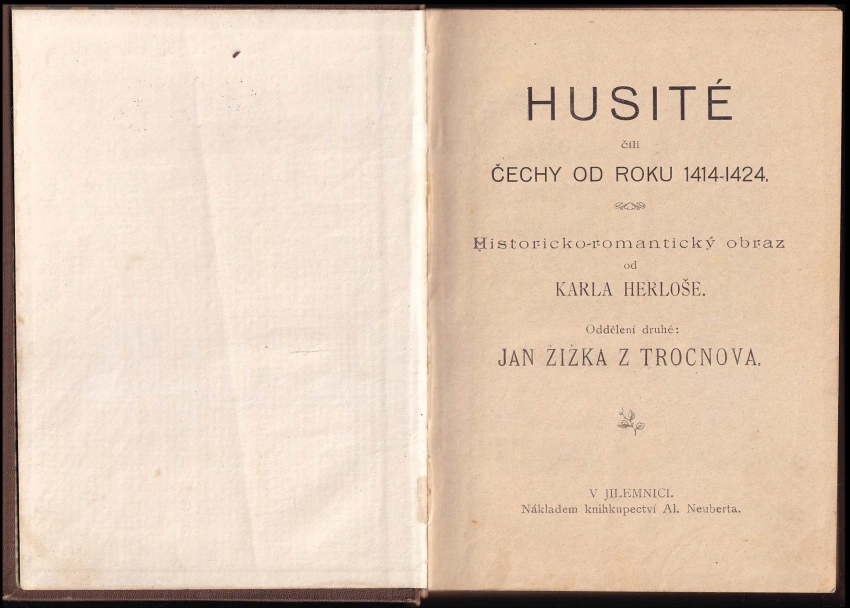 HUSITÉ
čili
ČECHY OD ROKU 1414-1424.
Historicko-romantický obraz
od
KARLA HERLOŠE.
Oddělení druhé:
JAN ŽIŽKA Z TROCNOVA.
V JILEMNICI.
Nákladem knihkupectví Al. Neuberta.